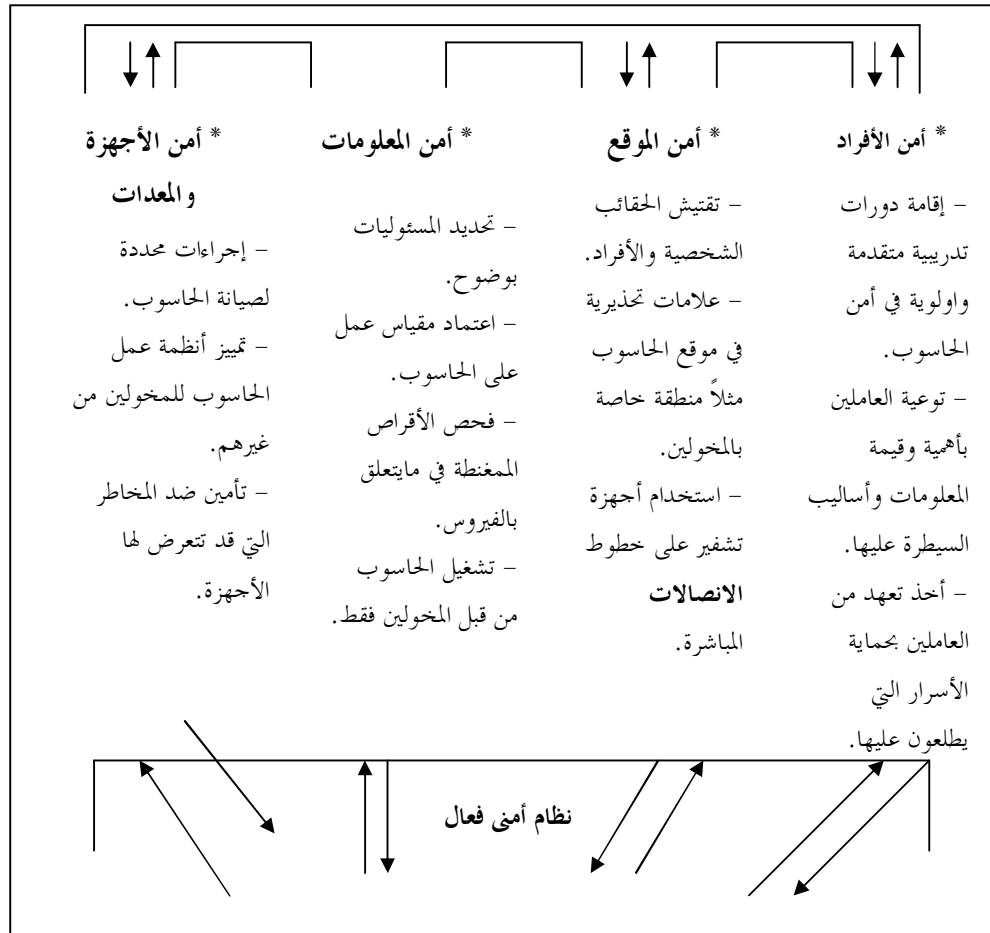 * أمن الأفراد
– إقامة دورات
تدريبية متقدمة
واولوية في أمن
الحاسوب.
– توعية العاملين
بأهمية وقيمة
المعلومات وأساليب
السيطرة عليها.
– أخذ تعهد من
العاملين بحماية
الأسرار التي
يطلعون عليها.
* أمن الموقع
– تقتيش الحقائب
الشخصية والأفراد.
– علامات تحذيرية
في موقع الحاسوب
مثلاً منطقة خاصة
بالمخولين.
– استخدام أجهزة
تشفير على خطوط
الانصالات
المباشرة.
* أمن المعلومات
– تحديد المسئوليات
بوضوح.
– اعتماد مقياس عمل
على الحاسوب.
– فحص الأقراص
الممغنطة في مايتعلق
بالفيروس.
– تشغيل الحاسوب
من قبل المخولين فقط.
* أمن الأجهزة
والمعدات
– إجراءات محددة
لصيانة الحاسوب.
– تمييز أنظمة عمل
الحاسوب للمخولين من
غيرهم.
– تأمين ضد المخاطر
التي قد تتعرض لها
الأجهزة.
نظام أمنى فعال